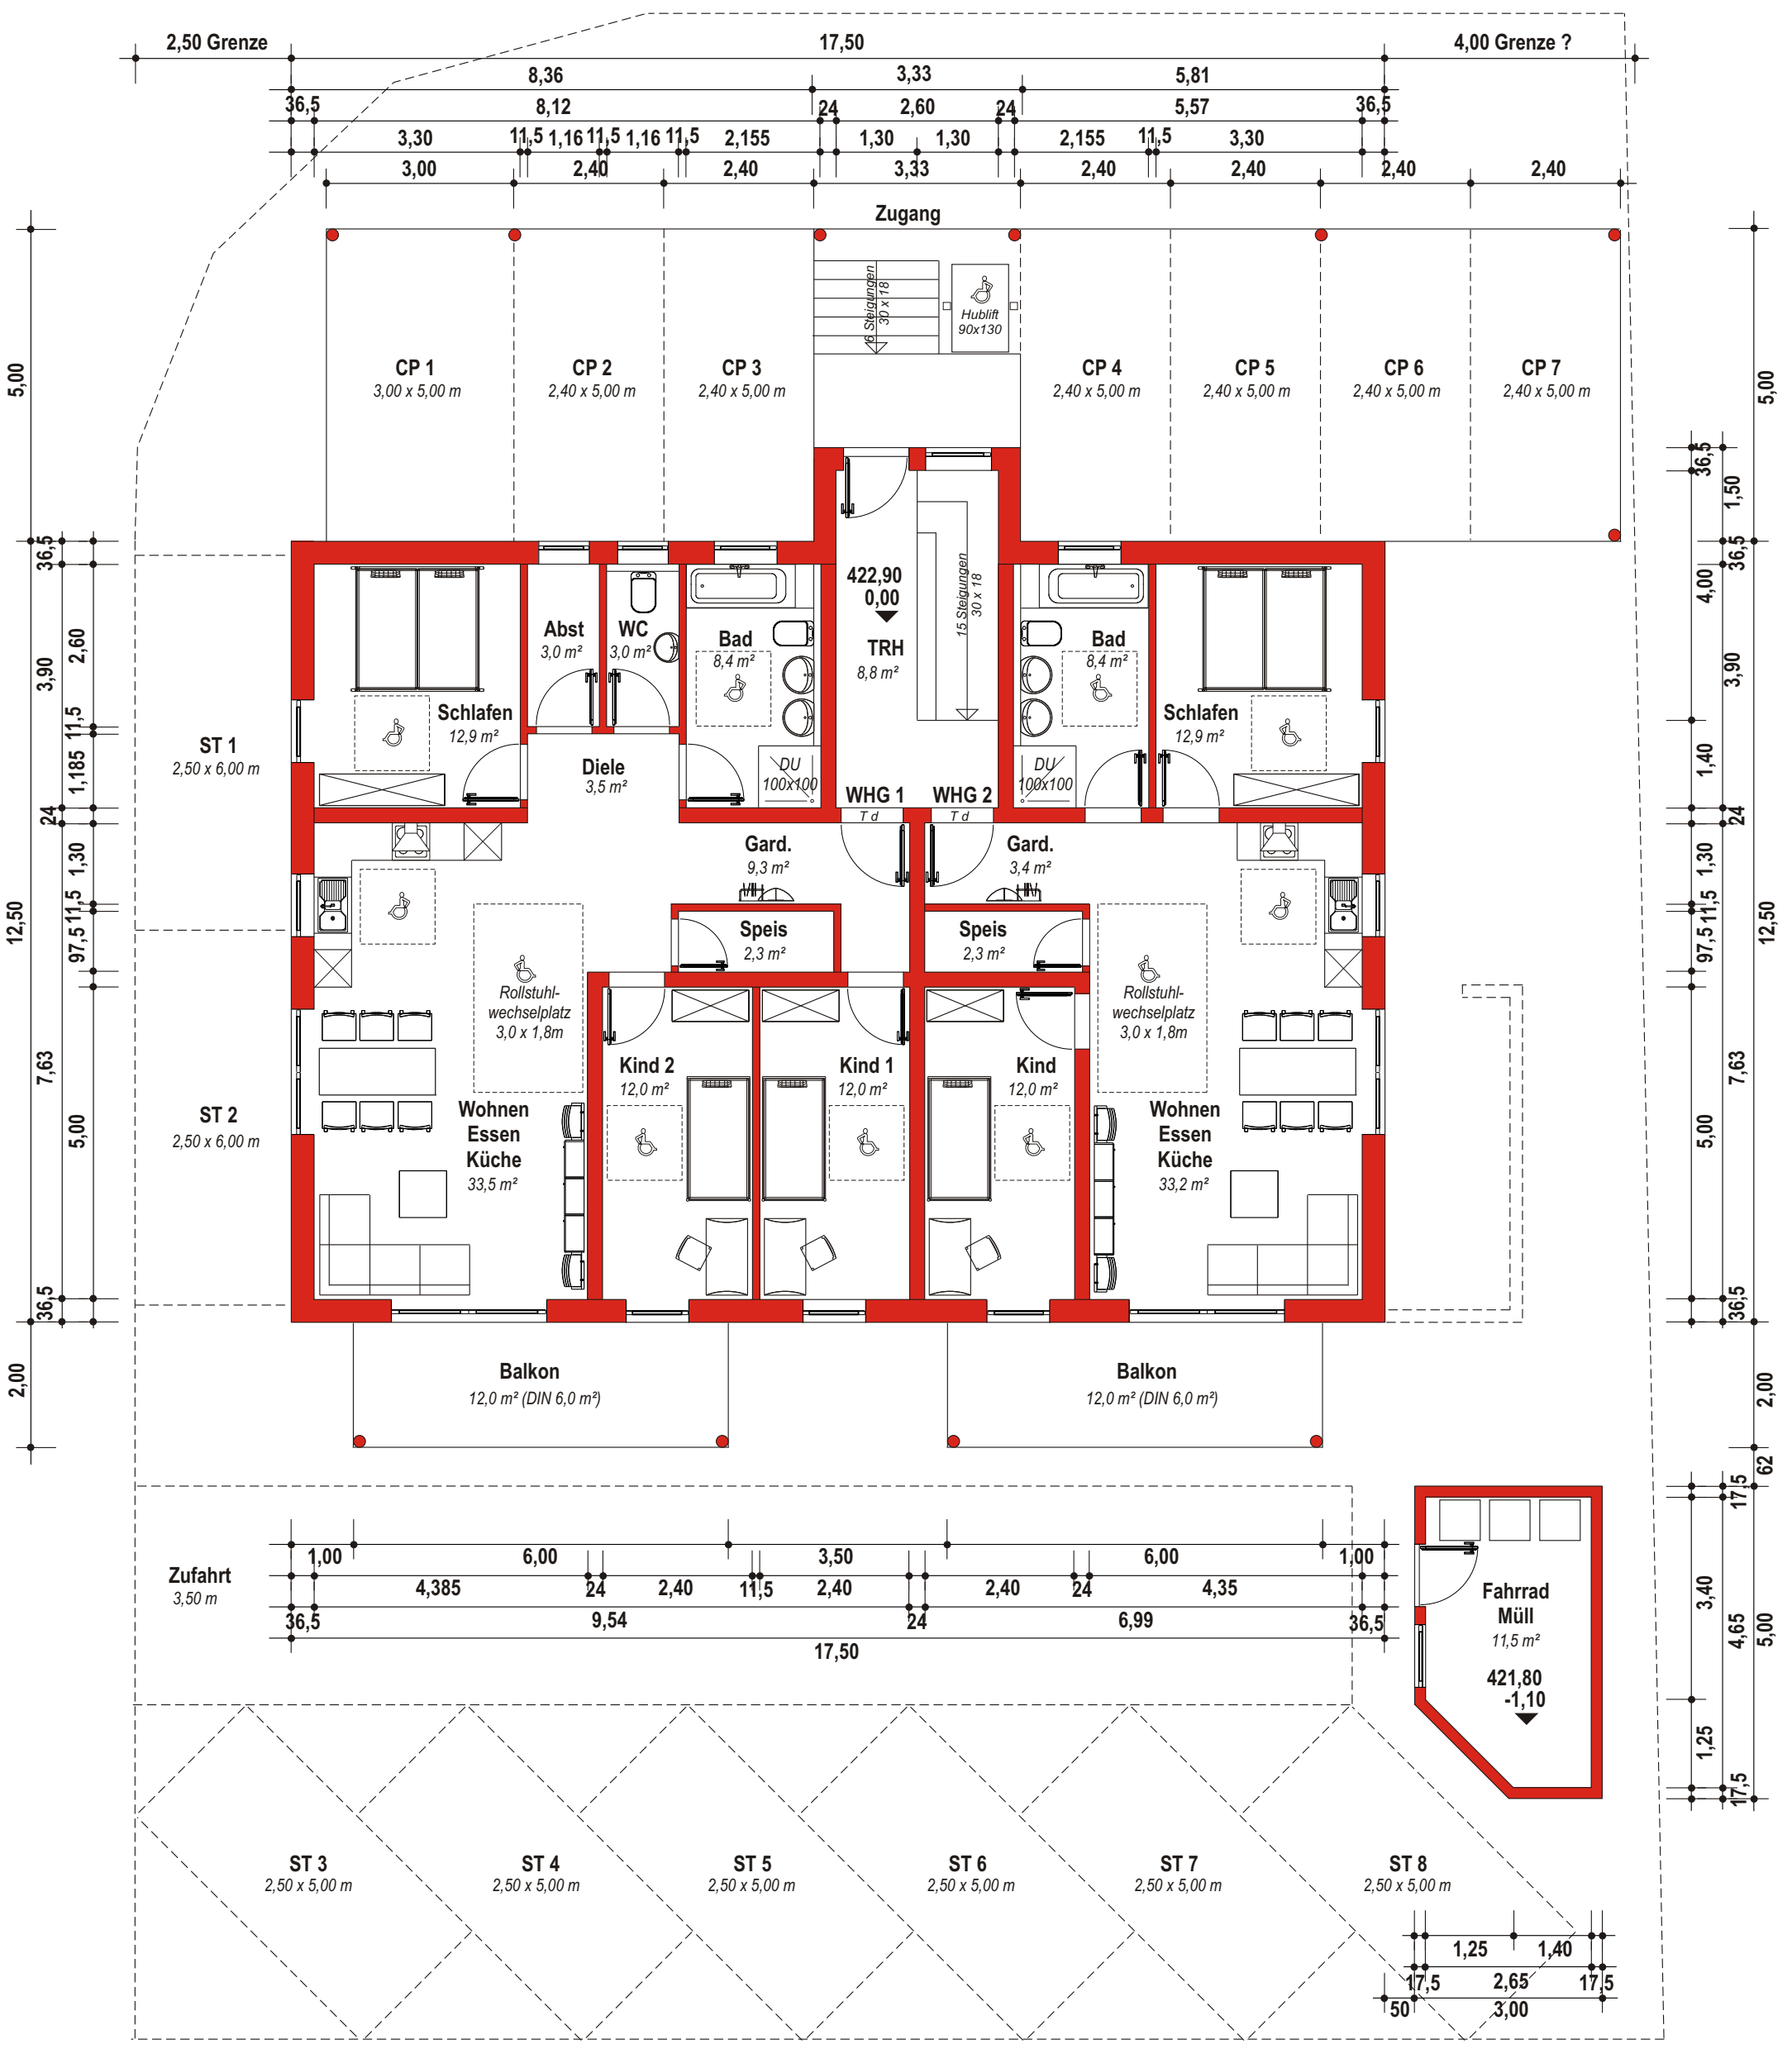 2,50 Grenze
17,50
4,00 Grenze ?
8,36
3,33
5,81
36,5
8,12
24
2,60
24
5,57
36,5
3,30
11,5
1,16
11,5
1,16
11,5
2,155
1,30
1,30
2,155
11,5
3,30
3,00
2,40
2,40
3,33
2,40
2,40
2,40
2,40
Zugang
6 Steigungen
30 x 18
Hublift
90x130
CP 1
3,00 x 5,00 m
CP 2
2,40 x 5,00 m
CP 3
2,40 x 5,00 m
CP 4
2,40 x 5,00 m
CP 5
2,40 x 5,00 m
CP 6
2,40 x 5,00 m
CP 7
2,40 x 5,00 m
5,00
12,50
2,00
36,5
3,90
24
7,63
36,5
2,60
11,5
1,185
1,30
11,5
97,5
5,00
5,00
12,50
2,00
62
5,00
36,5
1,50
36,5
4,00
3,90
1,40
24
1,30
11,5
97,5
7,63
5,00
36,5
422,90
0,00
TRH
8,8 m²
15 Steigungen
30 x 18
Abst
3,0 m²
WC
3,0 m²
Bad
8,4 m²
Bad
8,4 m²
Schlafen
12,9 m²
Schlafen
12,9 m²
ST 1
2,50 x 6,00 m
Diele
3,5 m²
DU
100x100
DU
100x100
WHG 1
WHG 2
T d
T d
Gard.
9,3 m²
Gard.
3,4 m²
Speis
2,3 m²
Speis
2,3 m²
Rollstuhl-
wechselplatz
3,0 x 1,8m
Rollstuhl-
wechselplatz
3,0 x 1,8m
Kind 2
12,0 m²
Kind 1
12,0 m²
Kind
12,0 m²
ST 2
2,50 x 6,00 m
Wohnen
Essen
Küche
33,5 m²
Wohnen
Essen
Küche
33,2 m²
Balkon
12,0 m² (DIN 6,0 m²)
Balkon
12,0 m² (DIN 6,0 m²)
Zufahrt
3,50 m
1,00
6,00
3,50
6,00
1,00
4,385
24
2,40
11,5
2,40
2,40
24
4,35
36,5
9,54
24
6,99
36,5
17,50
Fahrrad
Müll
11,5 m²
421,80
-1,10
17,5
3,40
4,65
1,25
17,5
ST 3
2,50 x 5,00 m
ST 4
2,50 x 5,00 m
ST 5
2,50 x 5,00 m
ST 6
2,50 x 5,00 m
ST 7
2,50 x 5,00 m
ST 8
2,50 x 5,00 m
1,25
1,40
17,5
2,65
17,5
50
3,00